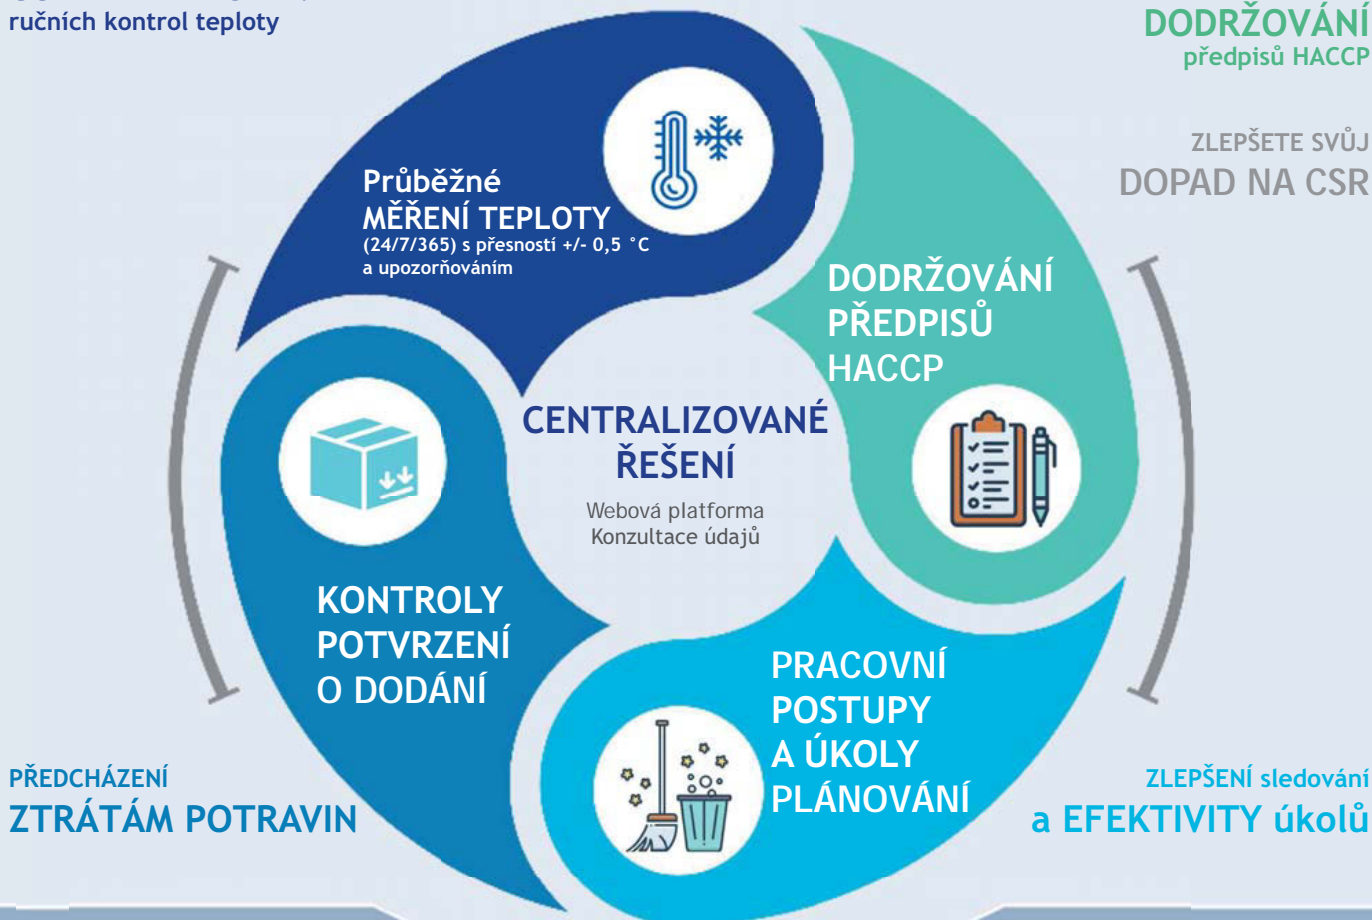 ručních kontrol teploty
DODRŽOVÁNÍ
předpisů HACCP
ZLEPŠETE SVŮJ
DOPAD NA CSR
Průběžné
MĚŘENÍ TEPLOTY
(24/7/365) s přesností +/- 0,5 °C
a upozorňováním
DODRŽOVÁNÍ
PŘEDPISŮ
HACCP
CENTRALIZOVANÉ
ŘEŠENÍ
Webová platforma
Konzultace údajů
KONTROLY
POTVRZENÍ
O DODÁNÍ
PRACOVNÍ
POSTUPY
A ÚKOLY
PLÁNOVÁNÍ
PŘEDCHÁZENÍ
ZTRÁTÁM POTRAVIN
ZLEPŠENÍ sledování
a EFEKTIVITY úkolů